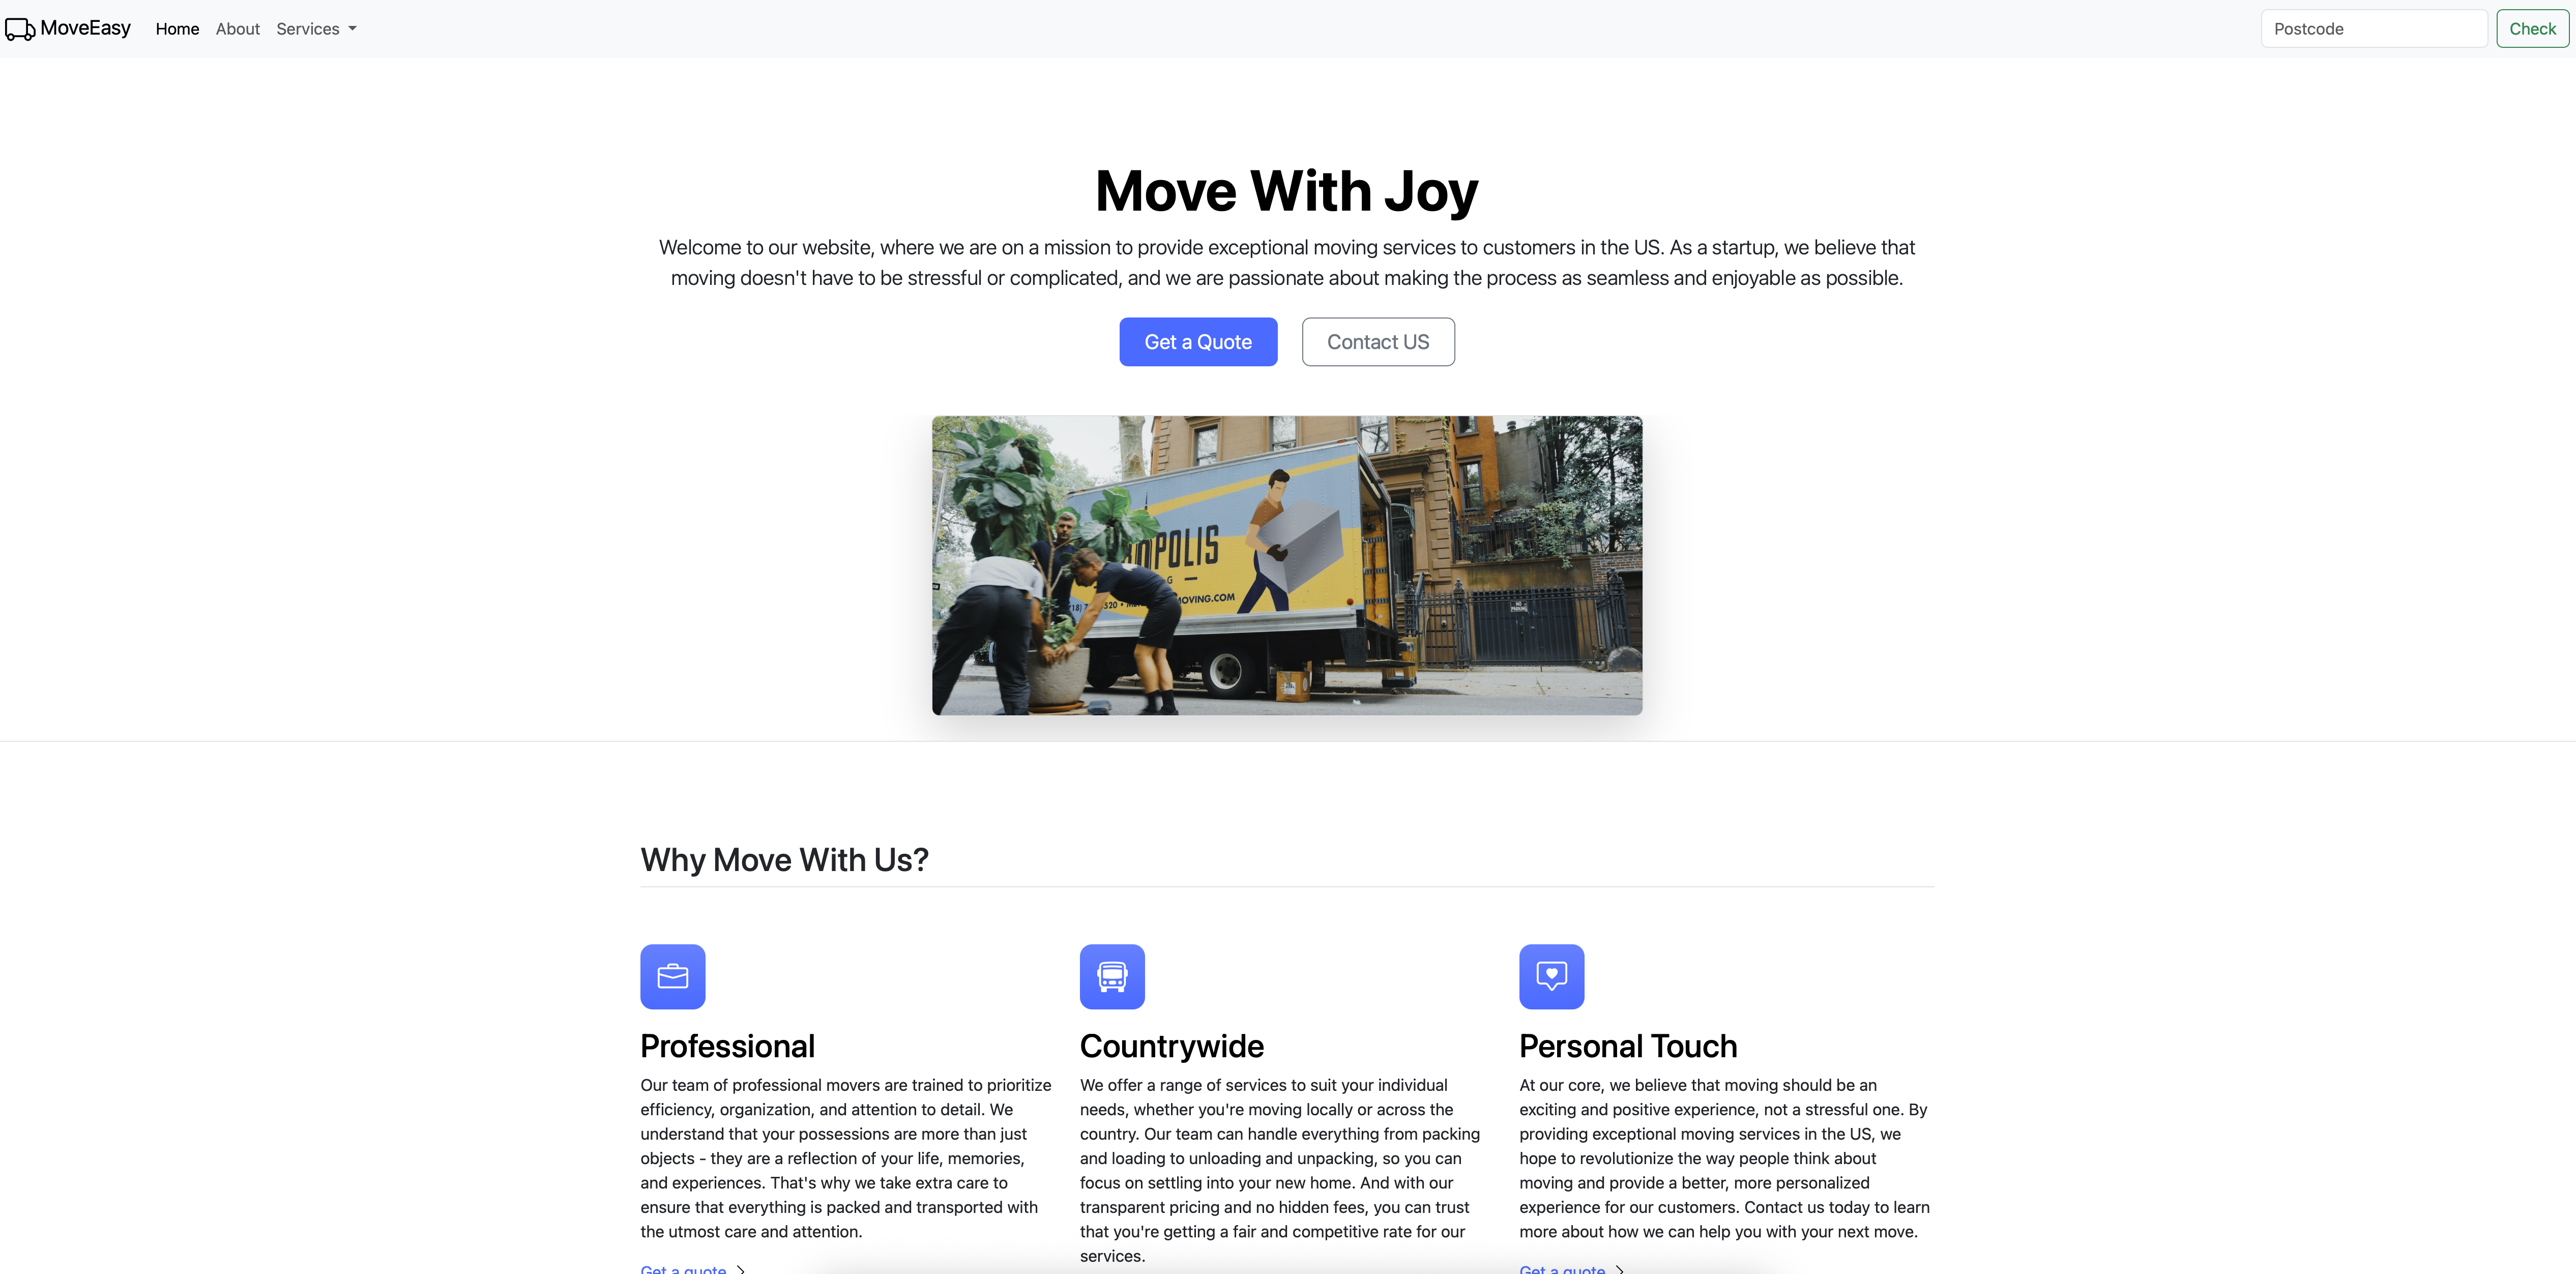 MoveEasy Home About Services Postcode Check
Move With Joy
Welcome to our website, where we are on a mission to provide exceptional moving services to customers in the US. As a startup, we believe that
moving doesn't have to be stressful or complicated, and we are passionate about making the process as seamless and enjoyable as possible.
Get a Quote Contact US
POLIS
MOVING.COM
NO PARKING
Why Move With Us?
Professional
Our team of professional movers are trained to prioritize
efficiency, organization, and attention to detail. We
understand that your possessions are more than just
objects - they are a reflection of your life, memories,
and experiences. That's why we take extra care to
ensure that everything is packed and transported with
the utmost care and attention.
Get a quote
Countrywide
We offer a range of services to suit your individual
needs, whether you're moving locally or across the
country. Our team can handle everything from packing
and loading to unloading and unpacking, so you can
focus on settling into your new home. And with our
transparent pricing and no hidden fees, you can trust
that you're getting a fair and competitive rate for our
services.
Personal Touch
At our core, we believe that moving should be an
exciting and positive experience, not a stressful one. By
providing exceptional moving services in the US, we
hope to revolutionize the way people think about
moving and provide a better, more personalized
experience for our customers. Contact us today to learn
more about how we can help you with your next move.
Get a quote